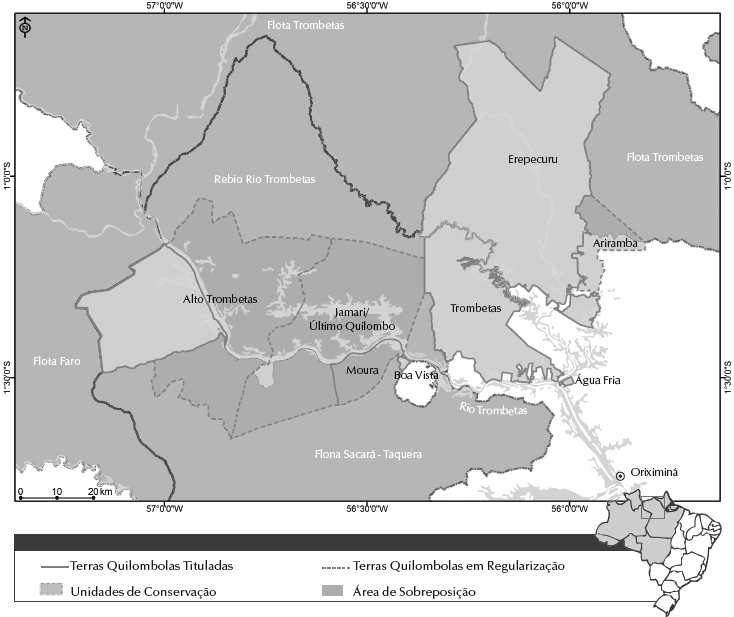 57°0'0"W 56°30'0"W 56°0'0"W
N
Flota Trombetas
Erepecuru
Flota Trombetas
1°0'0"S 1°0'0"S
Rebio Rio Trombetas
Ariramba
Alto Trombetas
Jamari/
Último Quilombo
Trombetas
Flota Faro
Moura
Boa Vista
Água Fria
1°30'0"S 1°30'0"S
Rio Trombetas
Flona Sacará - Taquera
Oriximiná
0 10 20 km
57°0'0"W 56°30'0"W 56°0'0"W
Terras Quilombolas Tituladas
Terras Quilombolas em Regularização
Unidades de Conservação
Área de Sobreposição